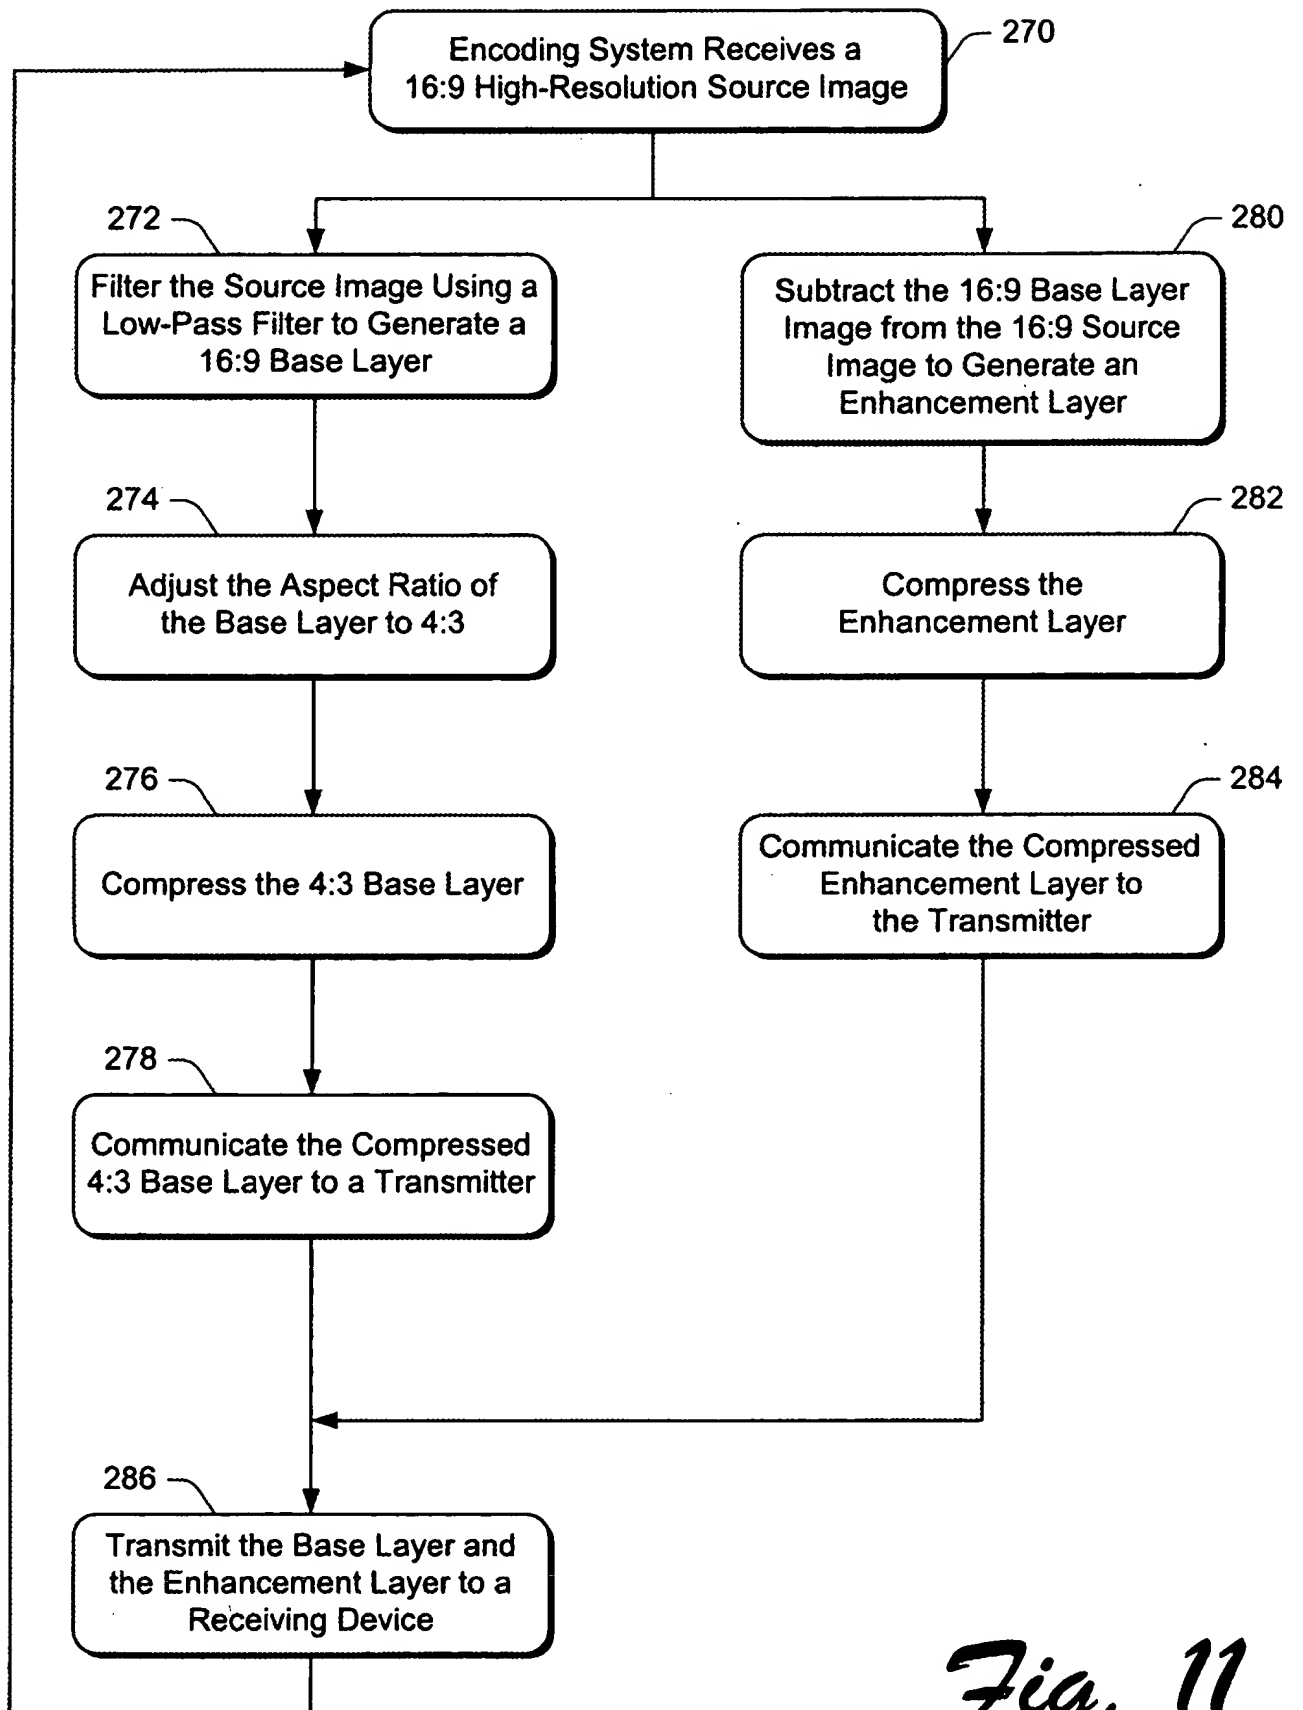 270
Encoding System Receives a
16:9 High-Resolution Source Image
272
Filter the Source Image Using a
Low-Pass Filter to Generate a
16:9 Base Layer
274
Adjust the Aspect Ratio of
the Base Layer to 4:3
276
Compress the 4:3 Base Layer
278
Communicate the Compressed
4:3 Base Layer to a Transmitter
280
Subtract the 16:9 Base Layer
Image from the 16:9 Source
Image to Generate an
Enhancement Layer
282
Compress the
Enhancement Layer
284
Communicate the Compressed
Enhancement Layer to
the Transmitter
286
Transmit the Base Layer and
the Enhancement Layer to a
Receiving Device
Fig. 11